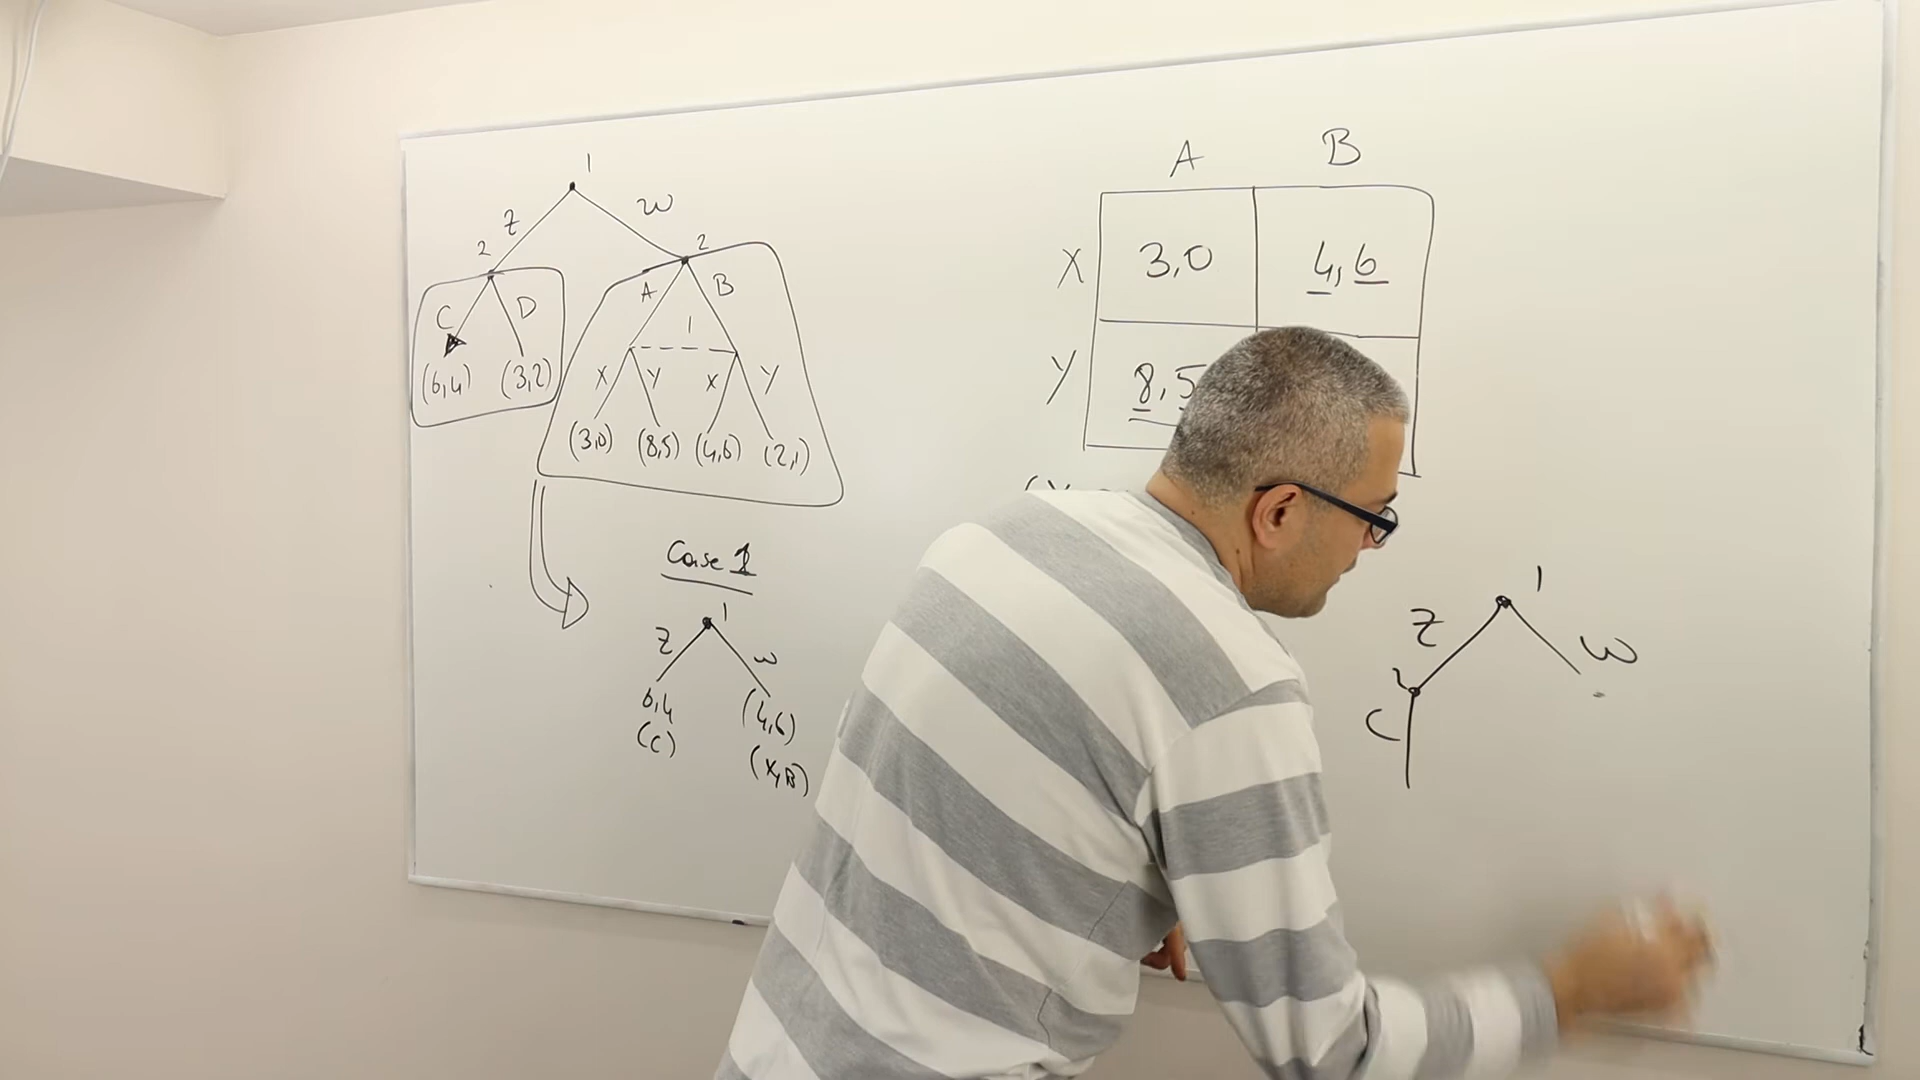 1
Z W
2 2
C D A B
1
X Y X Y
(6,4) (3,2)
(3,0) (8,5) (4,6) (2,1)
Case 1
1
Z W
6,4 (4,6)
(C) (X,B)
A B
X 3,0 4,6
Y 8,5
1
Z W
2
C